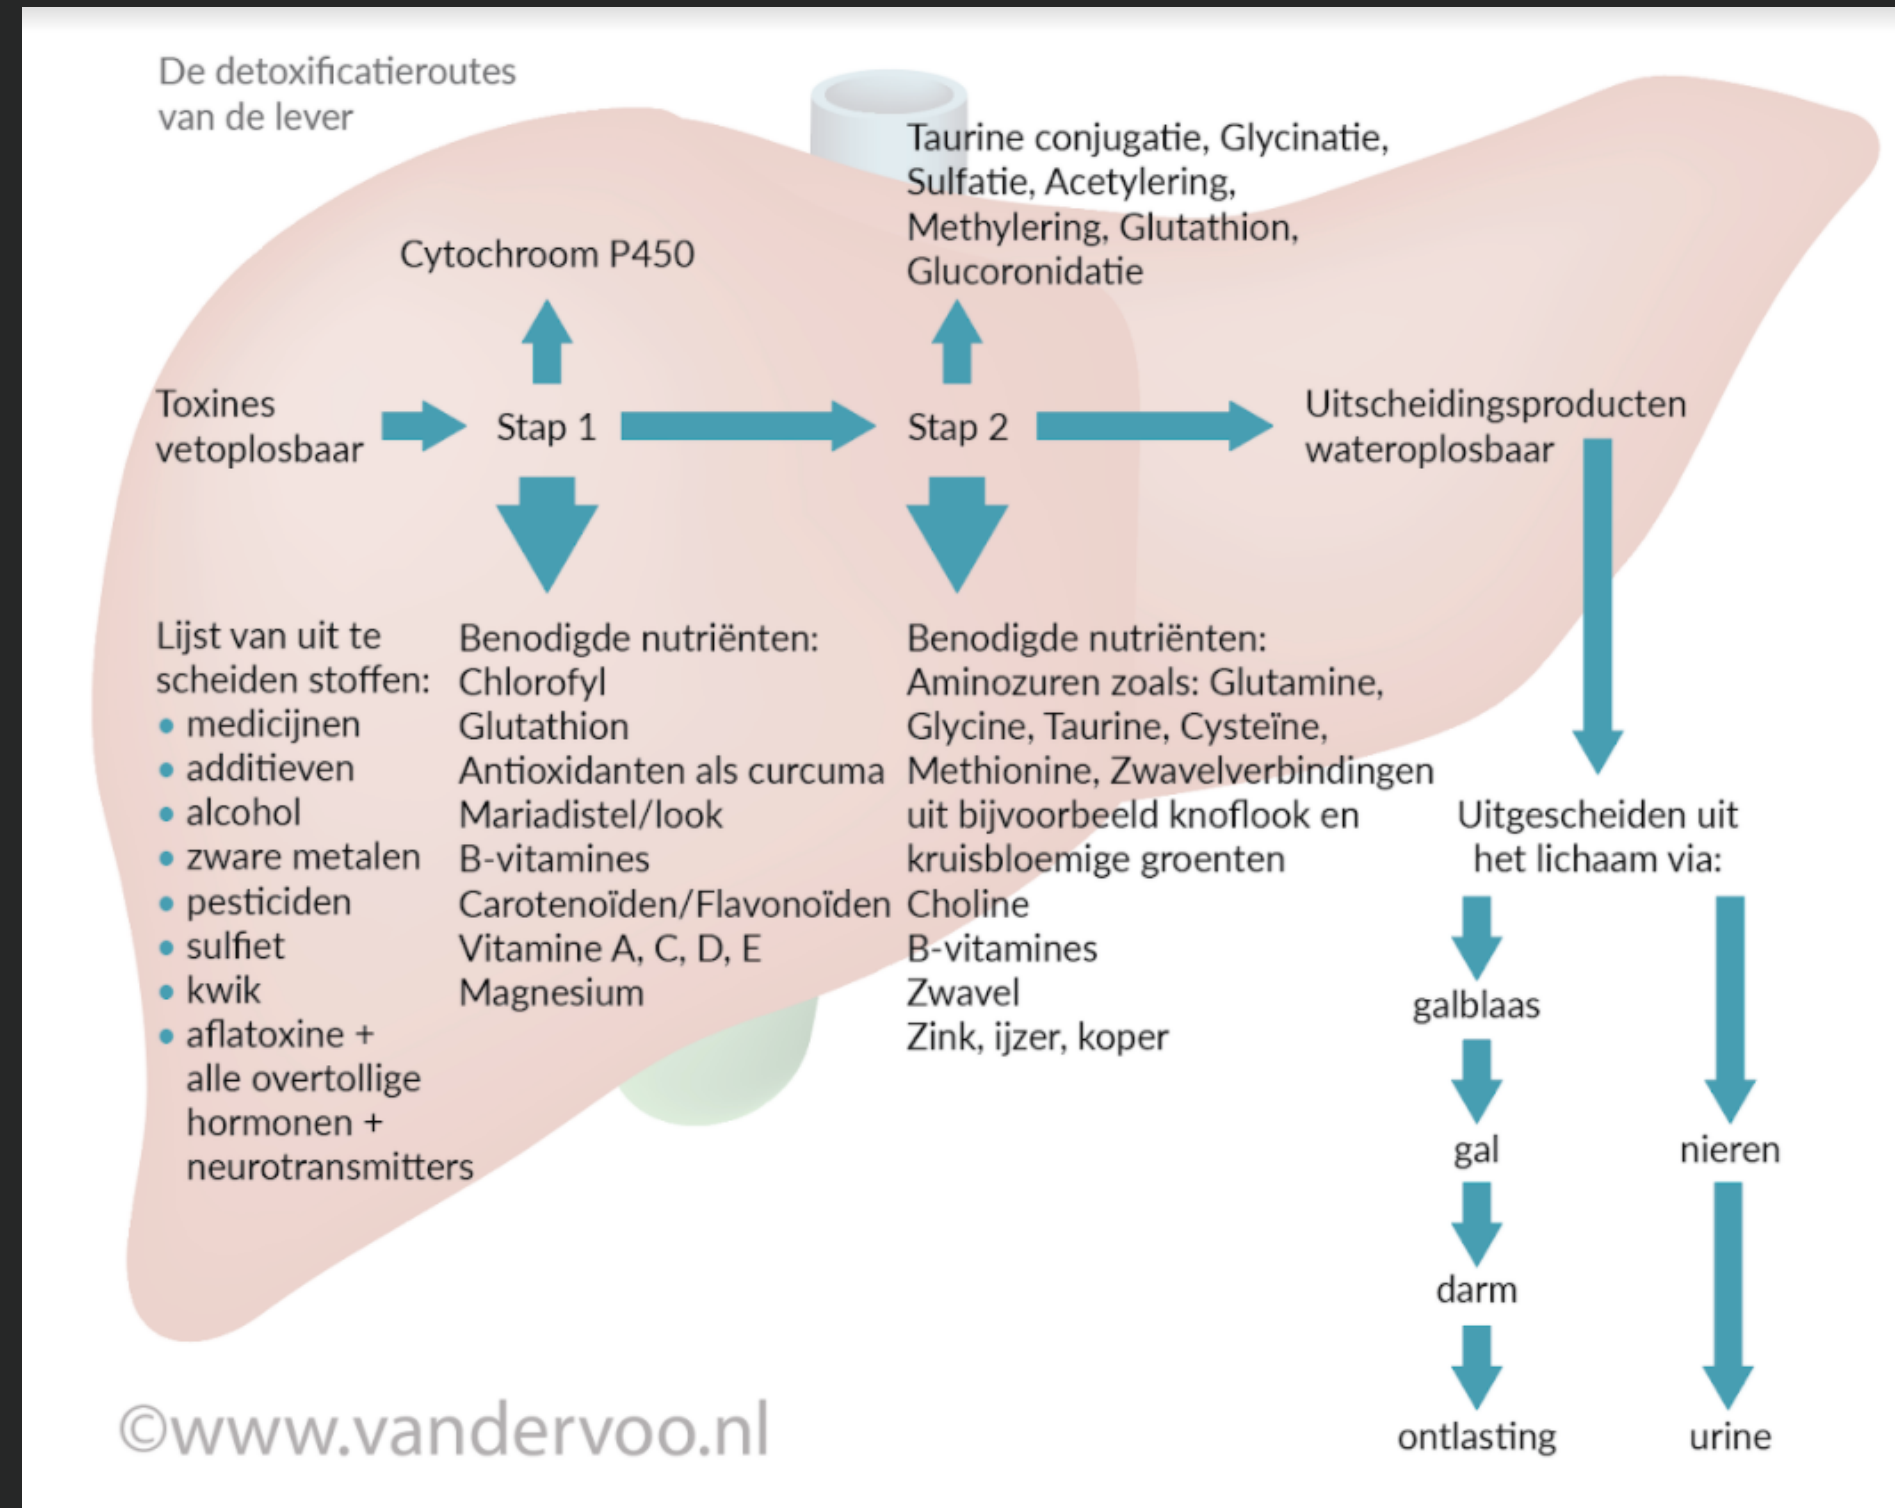 De detoxificatieroutes
van de lever
Taurine conjugatie, Glycinatie,
Sulfatie, Acetylering,
Methylering, Glutathion,
Glucoronidatie
Cytochroom P450
Toxines
vetoplosbaar
Stap 1
Stap 2
Uitscheidingsproducten
wateroplosbaar
Lijst van uit te
scheiden stoffen:
• medicijnen
• additieven
• alcohol
• zware metalen
• pesticiden
• sulfiet
• kwik
• aflatoxine +
alle overtollige
hormonen +
neurotransmitters
Benodigde nutriënten:
Chlorofyl
Glutathion
Antioxidanten als curcuma
Mariadistel/look
B-vitamines
Carotenoïden/Flavonoïden
Vitamine A, C, D, E
Magnesium
Benodigde nutriënten:
Aminozuren zoals: Glutamine,
Glycine, Taurine, Cysteïne,
Methionine, Zwavelverbindingen
uit bijvoorbeeld knoflook en
kruisbloemige groenten
Choline
B-vitamines
Zwavel
Zink, ijzer, koper
Uitgescheiden uit
het lichaam via:
galblaas
gal
darm
ontlasting
nieren
urine
©www.vandervoo.nl